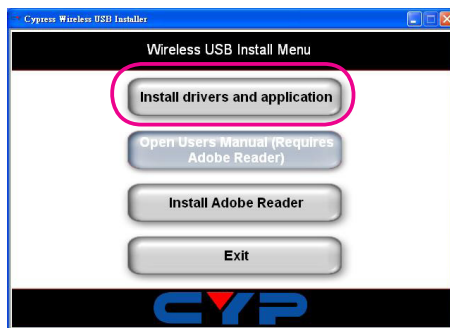 Cypress Wireless USB Installer
Wireless USB Install Menu
Install drivers and application
Open Users Manual (Requires
Adobe Reader)
Install Adobe Reader
Exit
CYP